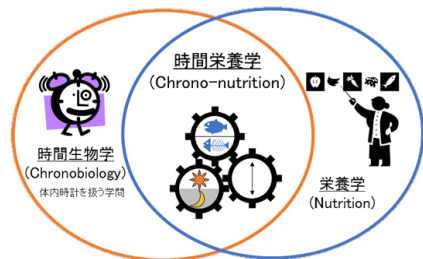 時間栄養学
(Chrono-nutrition)
時間生物学
(Chronobiology)
体内時計を扱う学問
栄養学
(Nutrition)